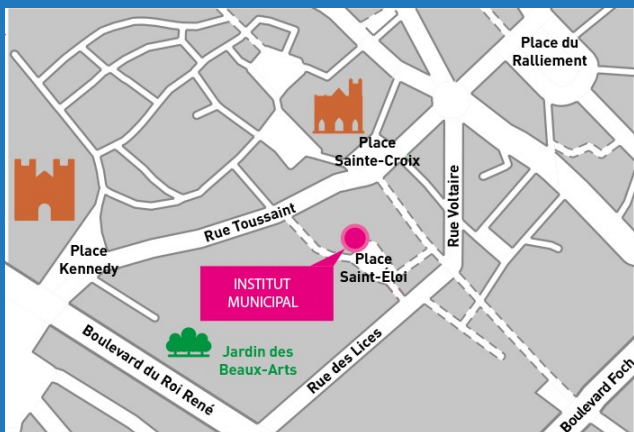 Place du
Ralliement
Place
Sainte-Croix
Rue Voltaire
Rue Toussaint
Place
Kennedy
Place
Saint-Éloi
INSTITUT
MUNICIPAL
Jardin des
Beaux-Arts
Rue des Lices
Boulevard du Roi René
Boulevard Foch